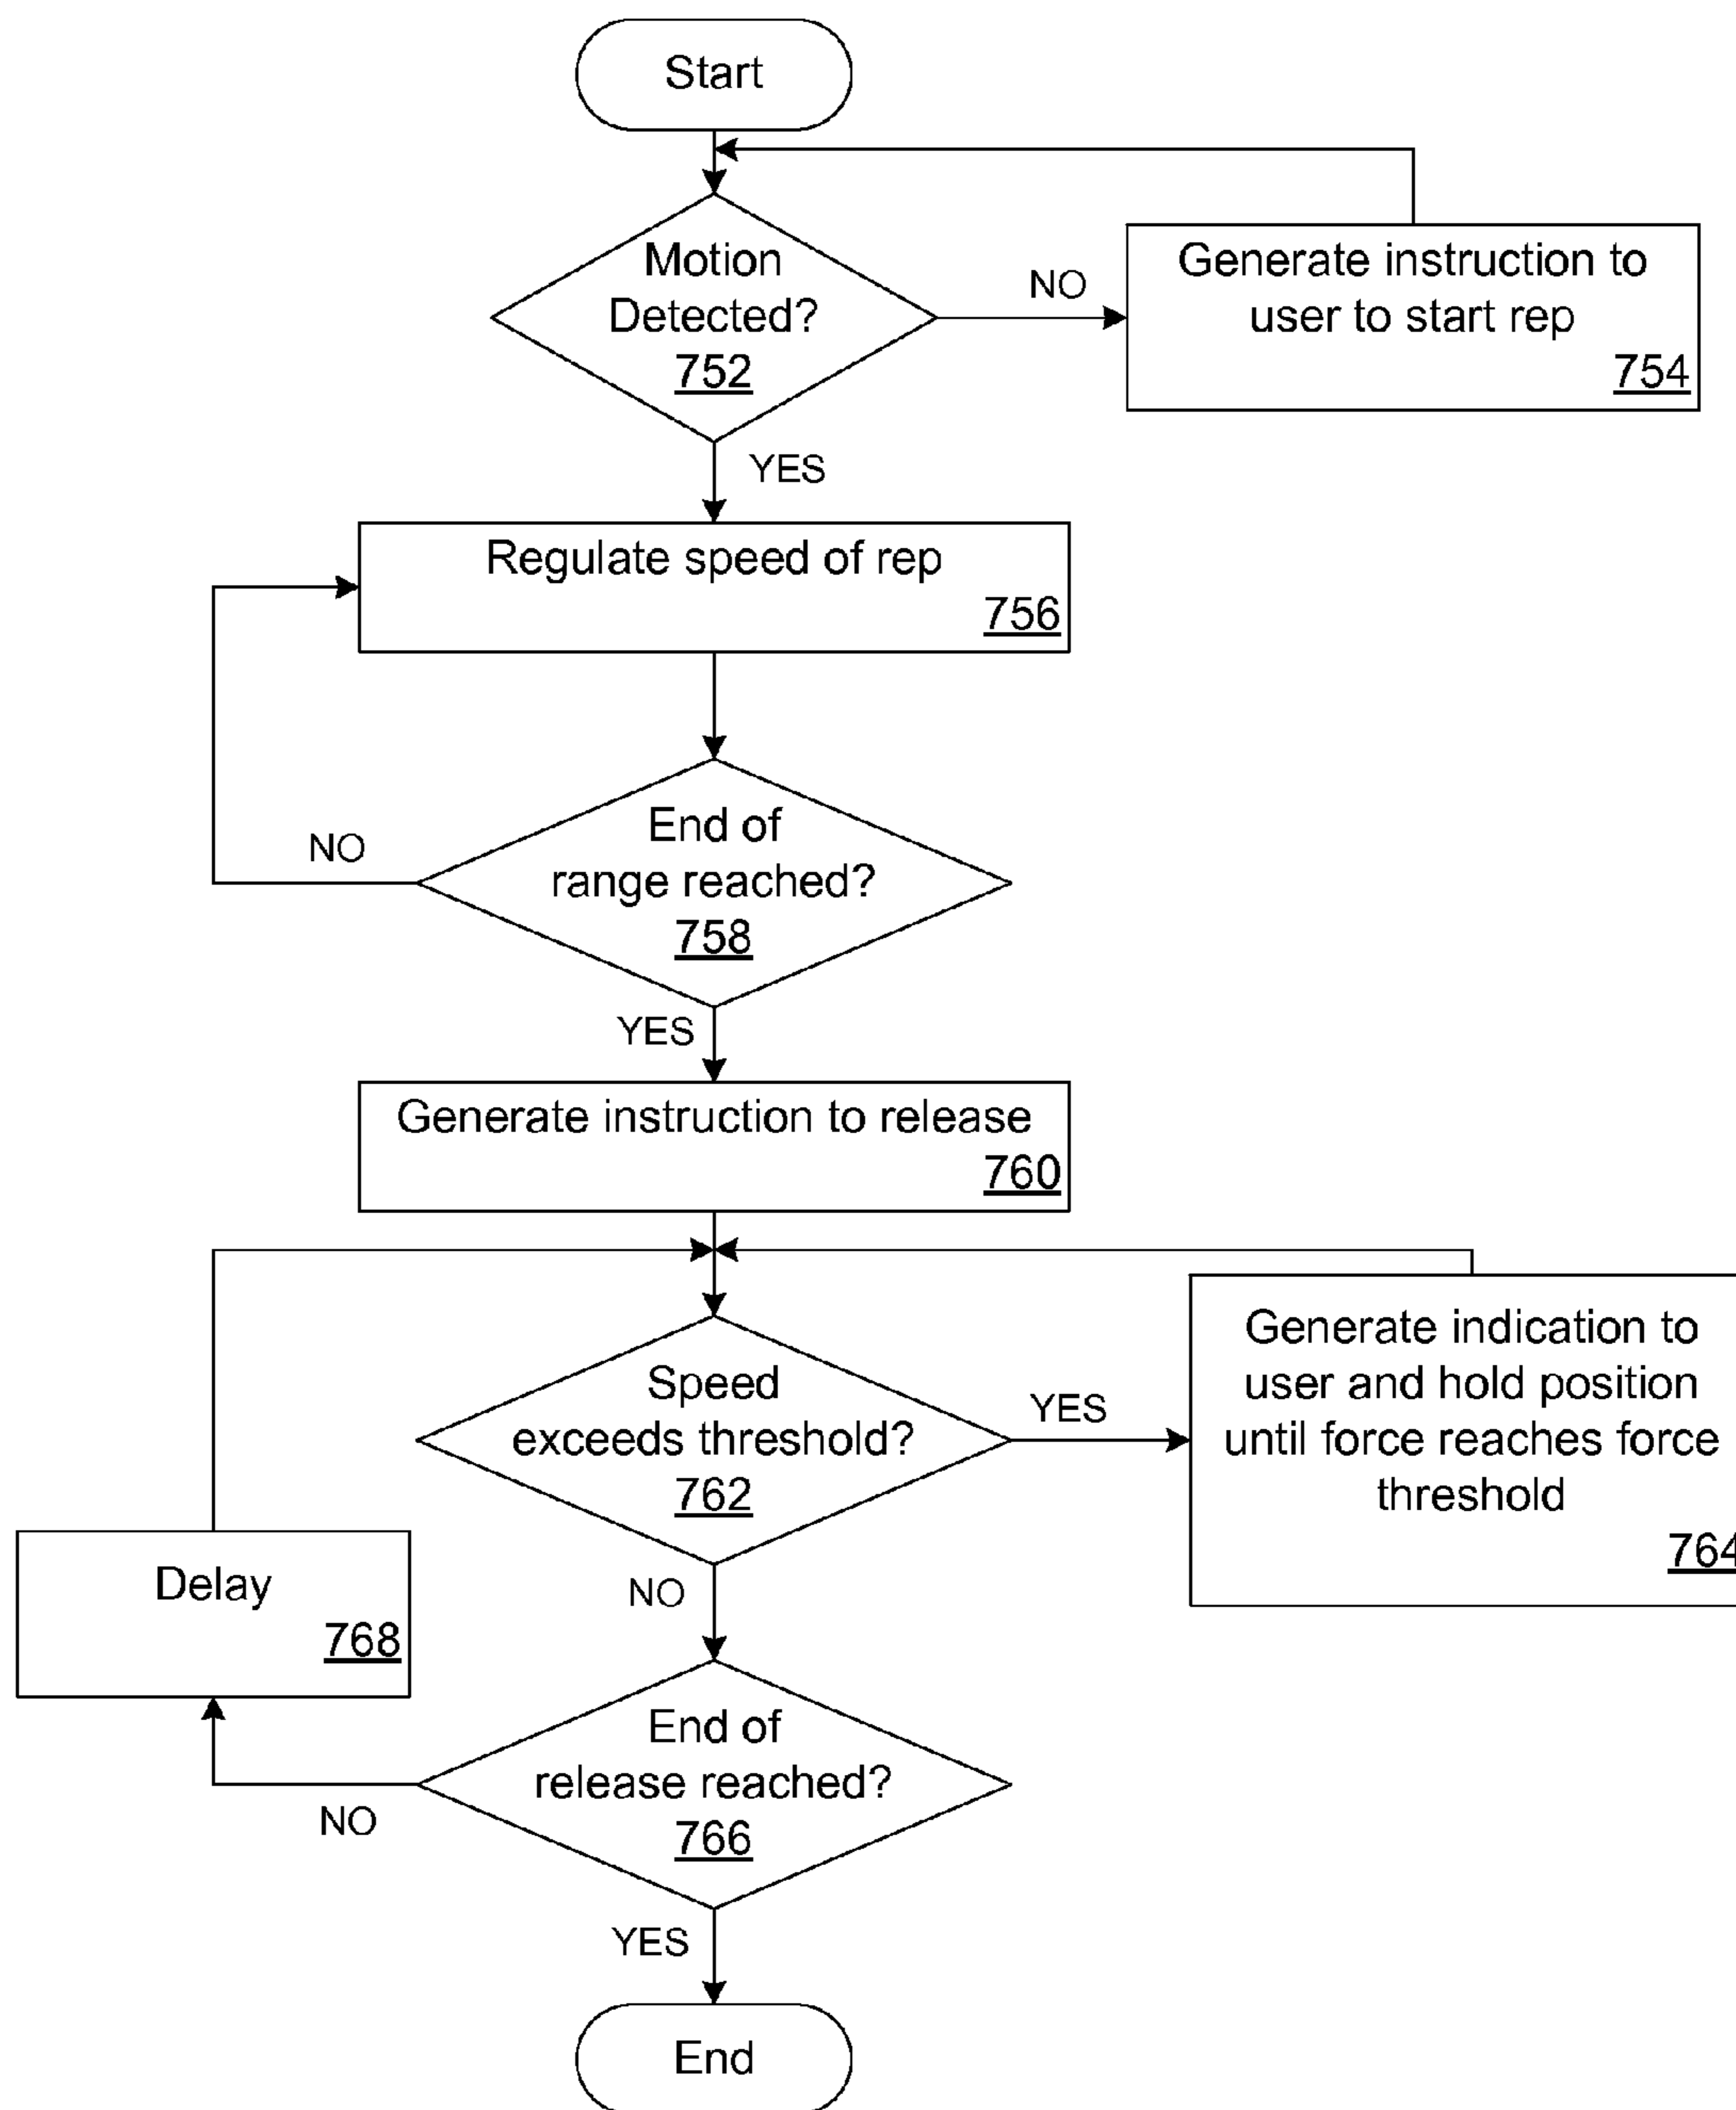 Start
Motion
Detected?
752
NO
Generate instruction to
user to start rep
754
YES
Regulate speed of rep
756
End of
range reached?
758
NO
YES
Generate instruction to release
760
Speed
exceeds threshold?
762
YES
Generate indication to
user and hold position
until force reaches force
threshold
764
NO
Delay
768
End of
release reached?
766
NO
YES
End